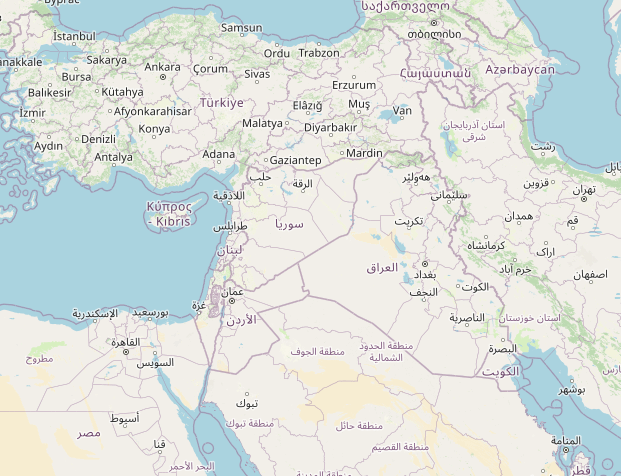 საქართველო
Samsun
İstanbul
თბილისი
Ordu
Trabzon
Sakarya
Ankara
Çorum
Sivas
Հայաստան
Azərbaycan
Bursa
Balıkesir
Kütahya
Erzurum
Türkiye
Elâzığ
Muş
Van
İzmir
Afyonkarahisar
Malatya
Diyarbakır
استان آذربایجان
شرقی
Konya
Denizli
Aydın
Antalya
Adana
Gaziantep
Mardin
رشت
حلب
الرقة
هەولێر
قزوین
تهران
اللاذقية
سلێمانی
Κύπρος
- Kıbrıs
طرابلس
سوريا
تكريت
همدان
قم
لبنان
كرمانشاه
اراک
العراق
بغداد
خرم آباد
اصفهان
عمان
النجف
الكوت
غزة
الإسكندرية
بورسعيد
الأردن
الناصرية
استان خوزستان
القاهرة
البصرة
مطروح
السويس
منطقة الجوف
منطقة الحدود
الشمالية
الكويت
بوشهر
تبوك
أسيوط
منطقة تبوك
منطقة حائل
مصر
قنا
منطقة القصيم
المنامة
البحر الأحمر
قطر